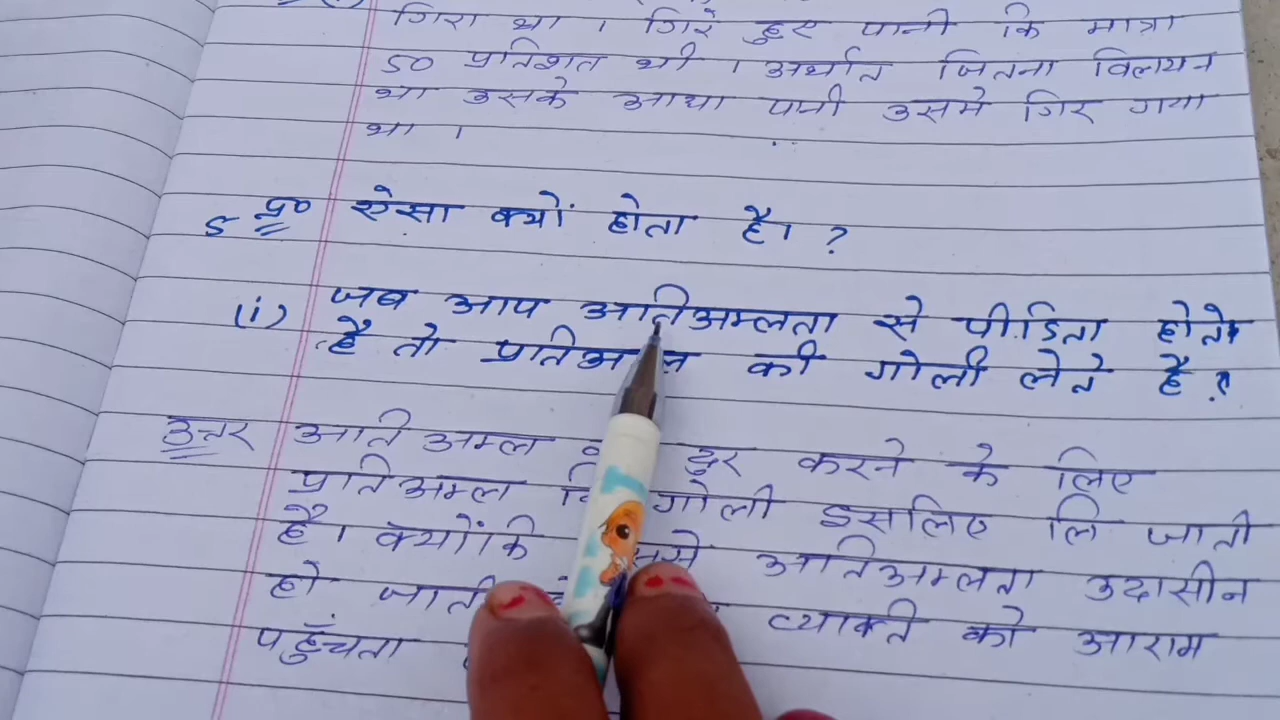 गिरा था । गिरे हुए पानी कि मात्रा
50 प्रतिशत थी । अर्थात जितना विलयन
था उसके आधा पानी उसमे गिर गया
था ।
5 प्र० ऐसा क्यों होता है। ?
(i) जब आप अतिअम्लता से पीडिता होते
है तो प्रतिअम्ल की गोली लेते है ?
उत्तर अति अम्ल दुर करने के लिए
प्रतिअम्ल गोली इसलिए लि जाती
है। क्योंकि अतिअम्लता उदासीन
हो जाती व्यक्ति को आराम
पहुँचता